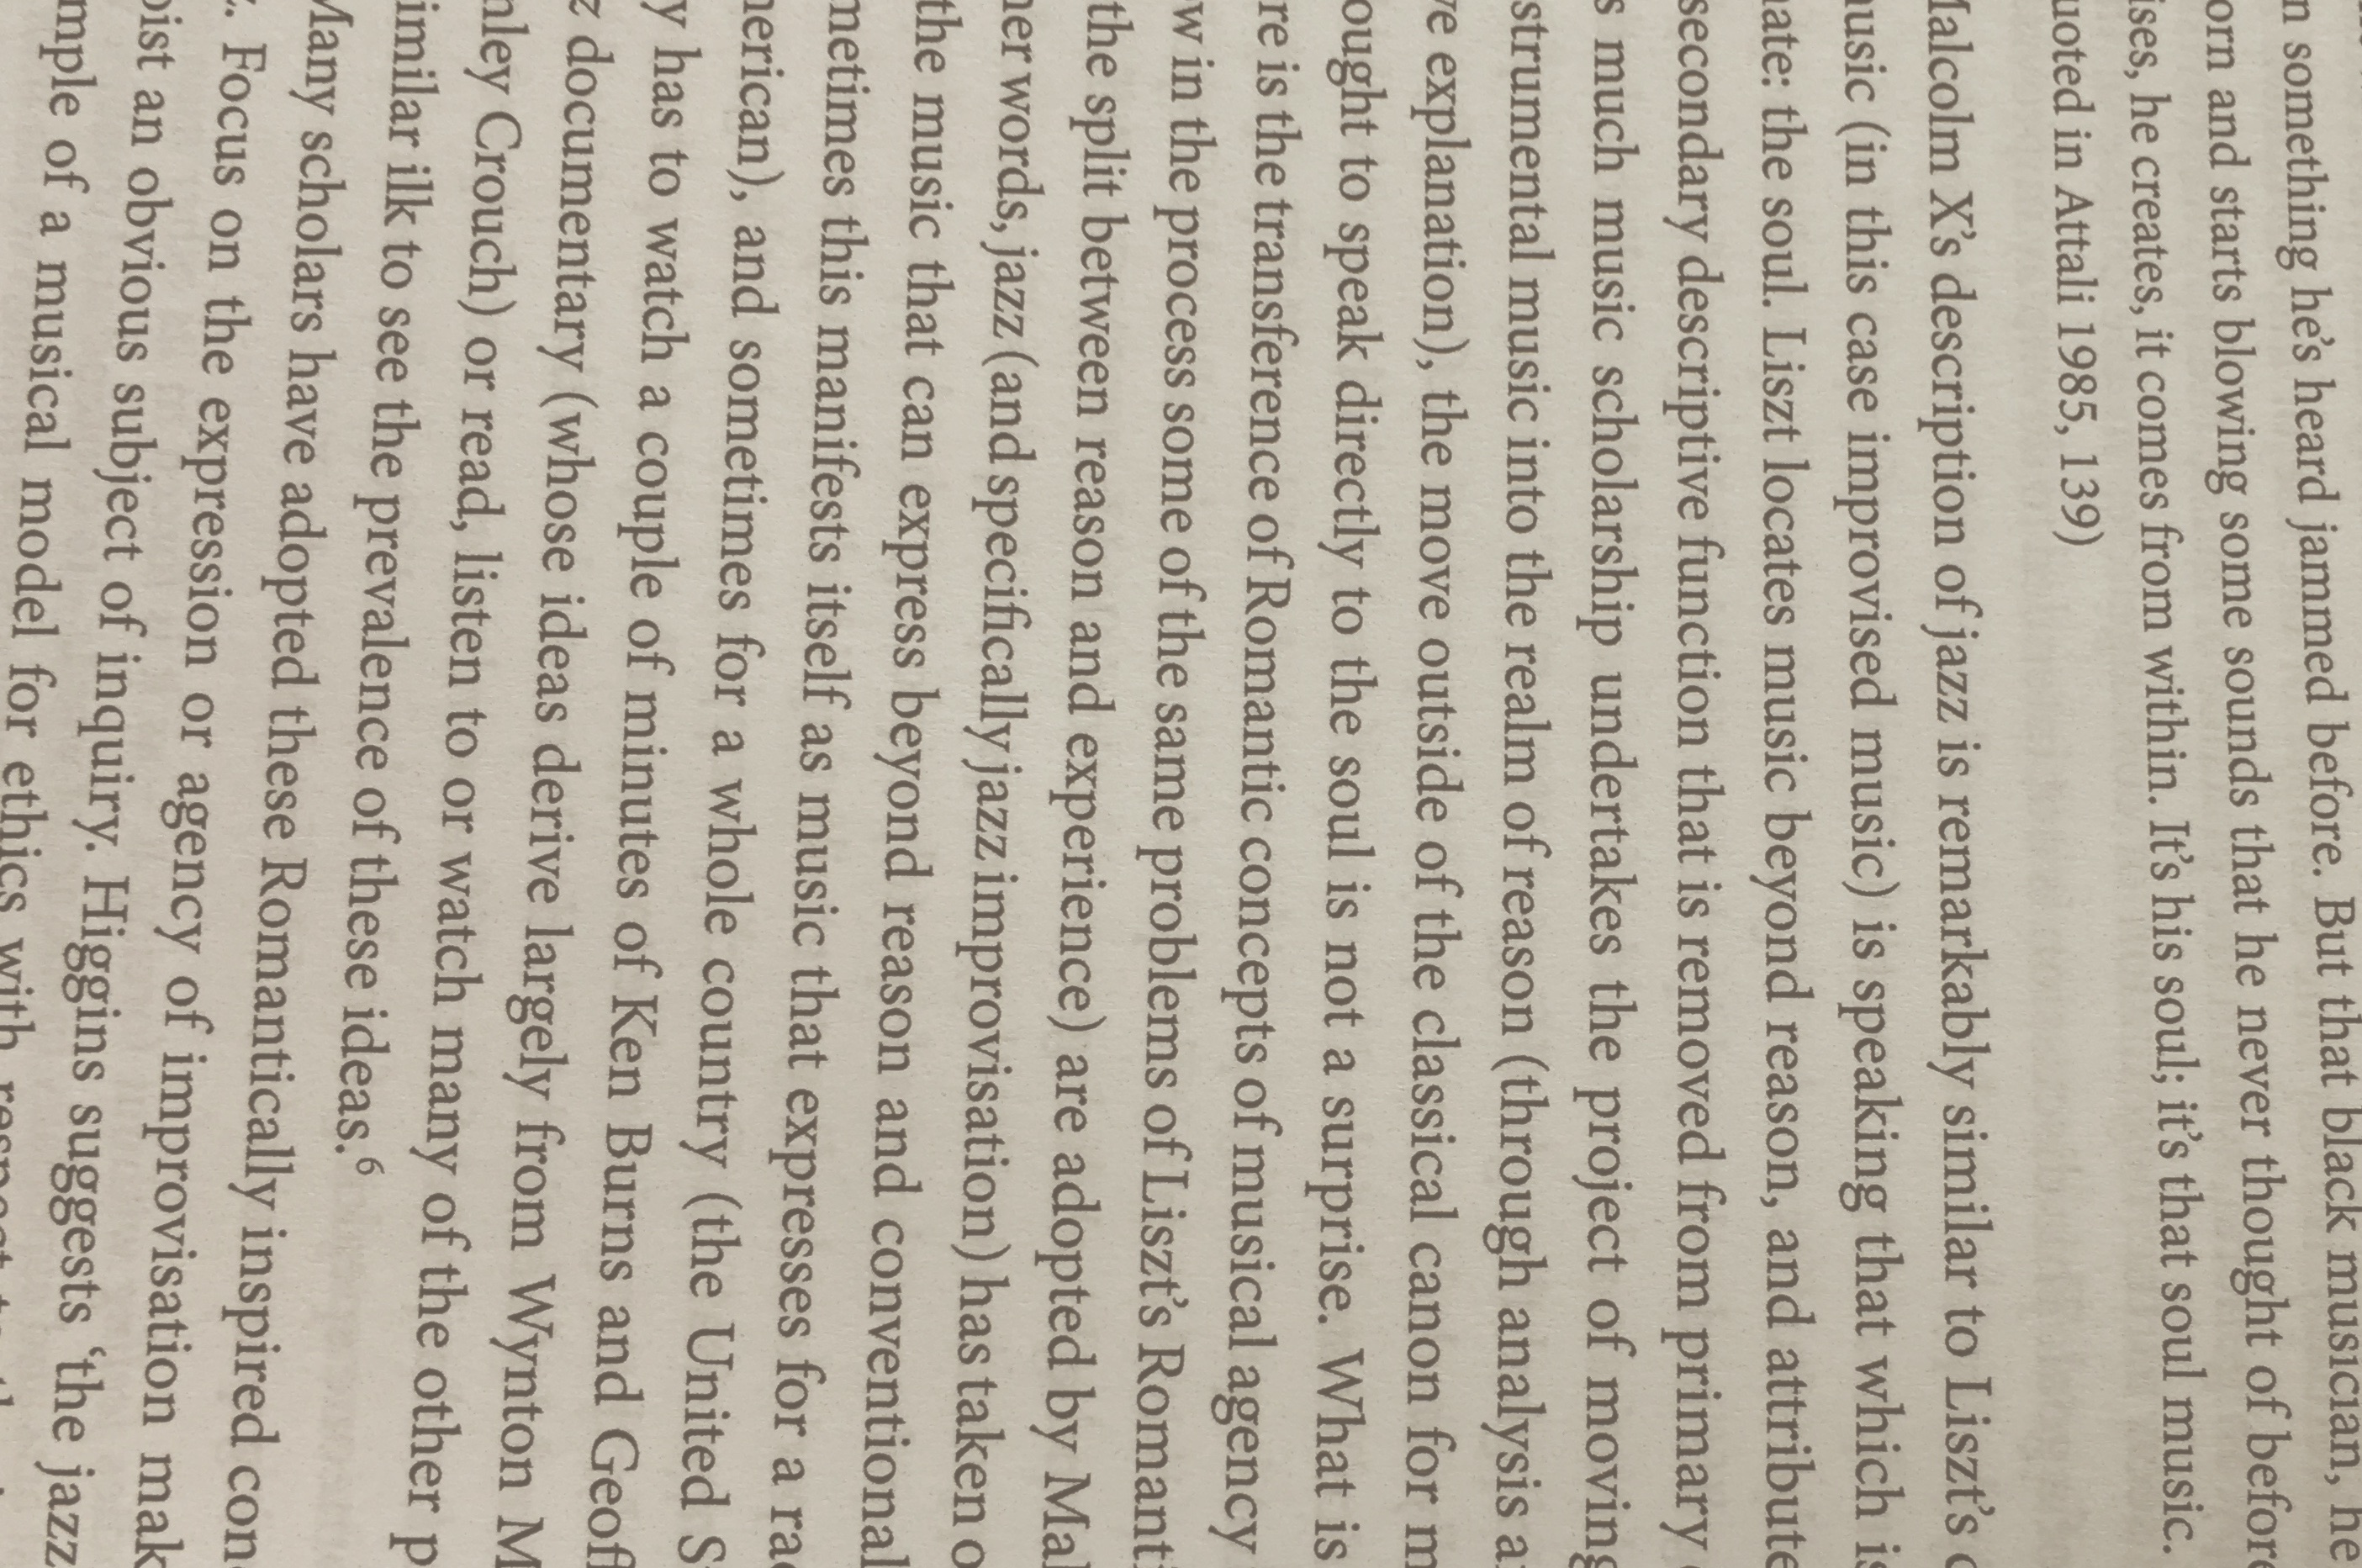 n something he's heard jammed before. But that black musician, he
orn and starts blowing some sounds that he never thought of before
ises, he creates, it comes from within. It's his soul; it's that soul music.
uoted in Attali 1985, 139)
Malcolm X's description of jazz is remarkably similar to Liszt's
music (in this case improvised music) is speaking that which is
nate: the soul. Liszt locates music beyond reason, and attribute
secondary descriptive function that is removed from primary
s much music scholarship undertakes the project of moving
strumental music into the realm of reason (through analysis a
ve explanation), the move outside of the classical canon for m
ought to speak directly to the soul is not a surprise. What is
re is the transference of Romantic concepts of musical agency
w in the process some of the same problems of Liszt's Romanti
the split between reason and experience) are adopted by Mal
her words, jazz (and specifically jazz improvisation) has taken o
the music that can express beyond reason and conventional
metimes this manifests itself as music that expresses for a rac
nerican), and sometimes for a whole country (the United S
y has to watch a couple of minutes of Ken Burns and Geoff
z documentary (whose ideas derive largely from Wynton M
nley Crouch) or read, listen to or watch many of the other p
imilar ilk to see the prevalence of these ideas.6
Many scholars have adopted these Romantically inspired con
z. Focus on the expression or agency of improvisation mak
pist an obvious subject of inquiry. Higgins suggests 'the jazz
mple of a musical model for ethics with respect to